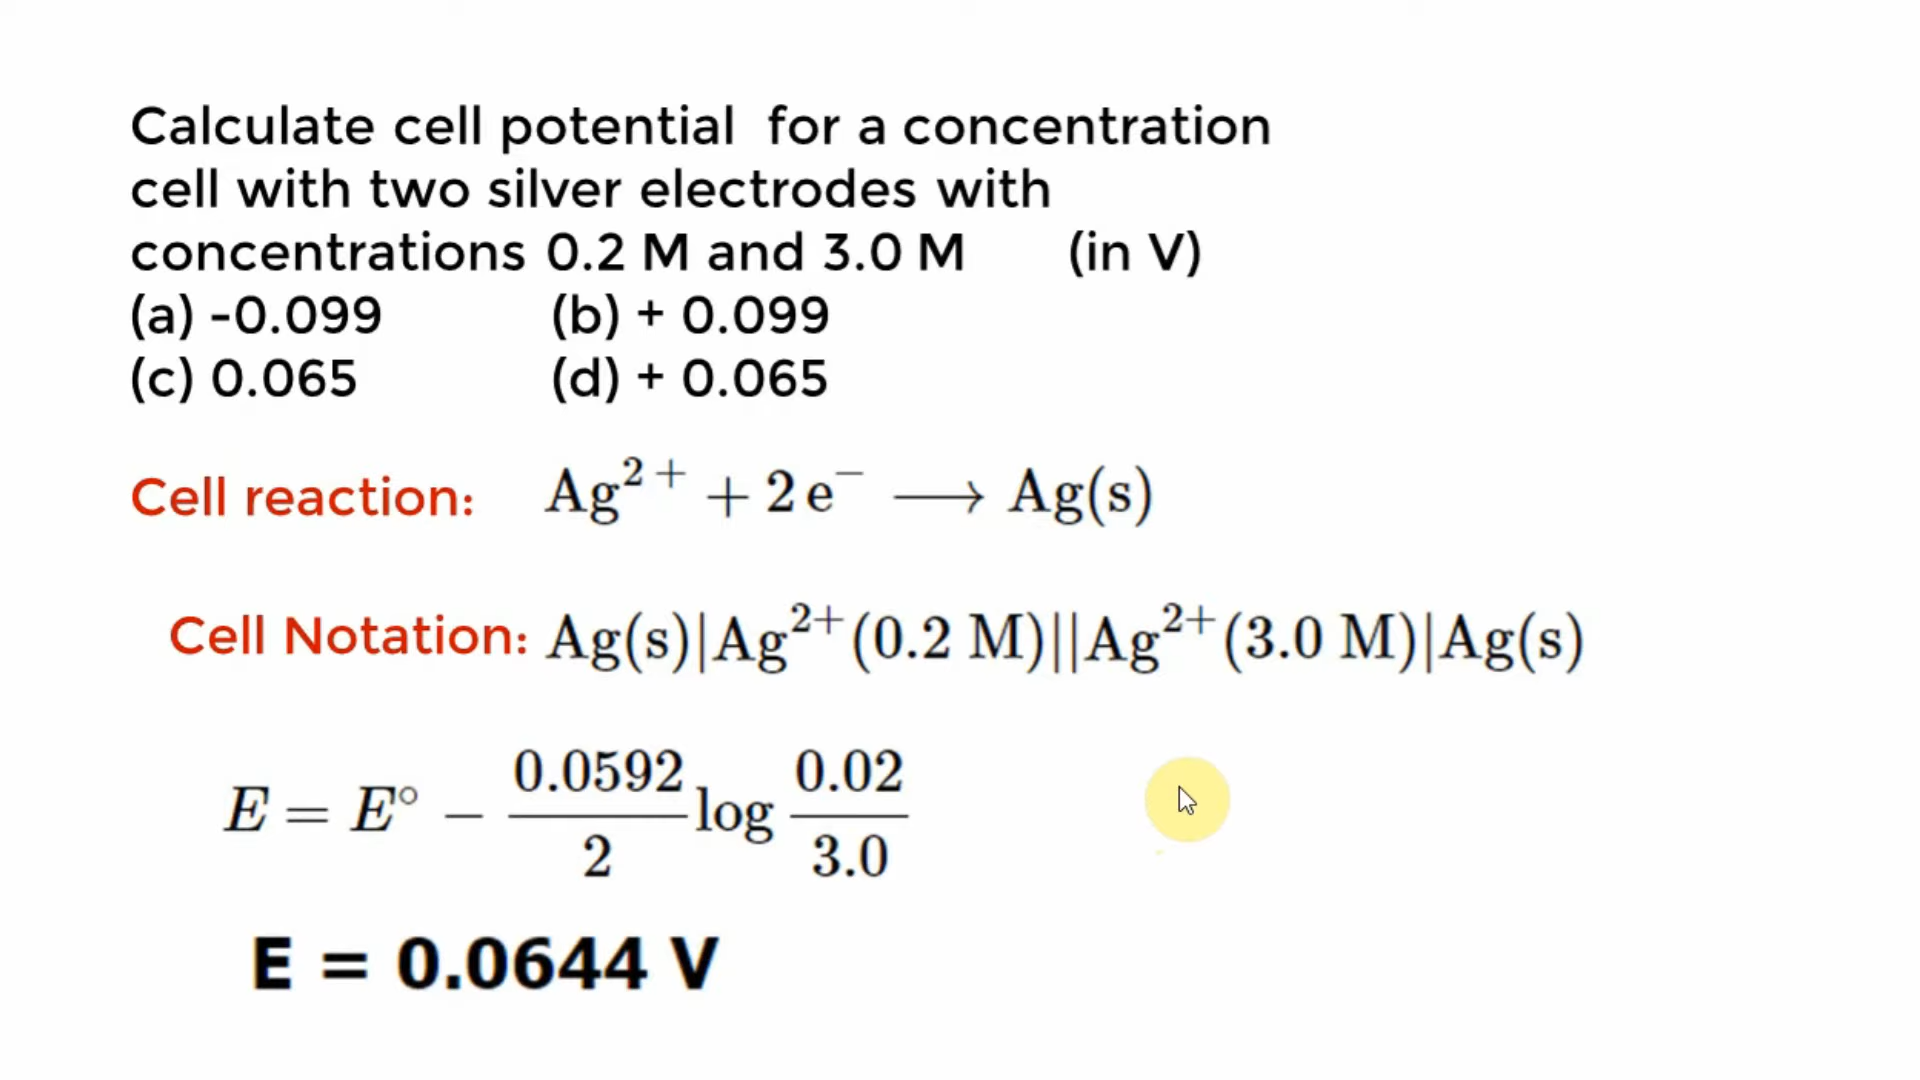 Calculate cell potential for a concentration
cell with two silver electrodes with
concentrations 0.2 M and 3.0 M (in V)
(a) -0.099 (b) + 0.099
(c) 0.065 (d) + 0.065
Cell reaction: Ag²⁺ + 2 e⁻ ⟶ Ag(s)
Cell Notation: Ag(s)|Ag²⁺(0.2 M)||Ag²⁺(3.0 M)|Ag(s)
E = E° − 0.0592/2 log 0.02/3.0
E = 0.0644 V